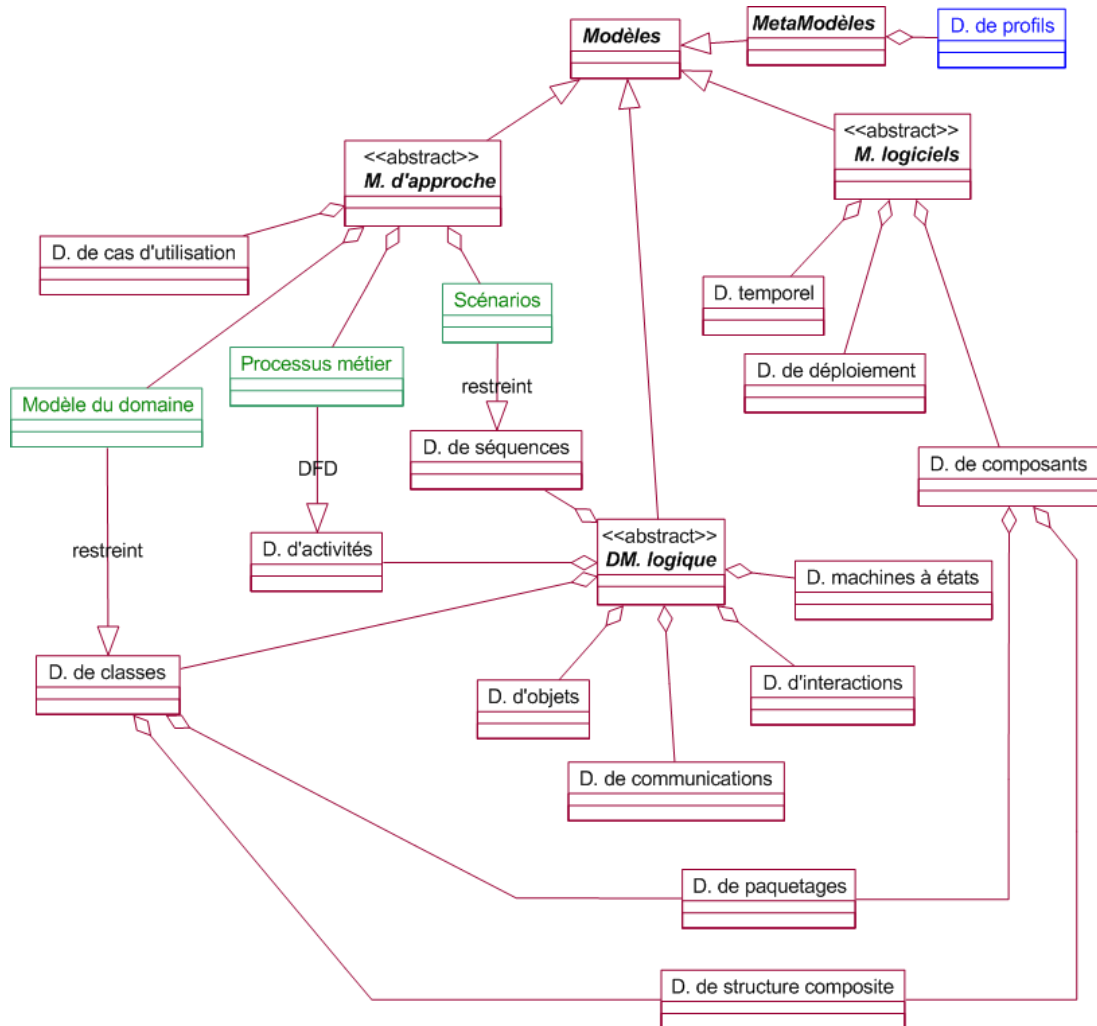 Modèles
MetaModèles
D. de profils
<<abstract>>
M. d'approche
<<abstract>>
M. logiciels
D. de cas d'utilisation
Scénarios
D. temporel
Processus métier
D. de déploiement
Modèle du domaine
restreint
D. de séquences
D. de composants
DFD
restreint
D. d'activités
<<abstract>>
DM. logique
D. machines à états
D. de classes
D. d'objets
D. d'interactions
D. de communications
D. de paquetages
D. de structure composite